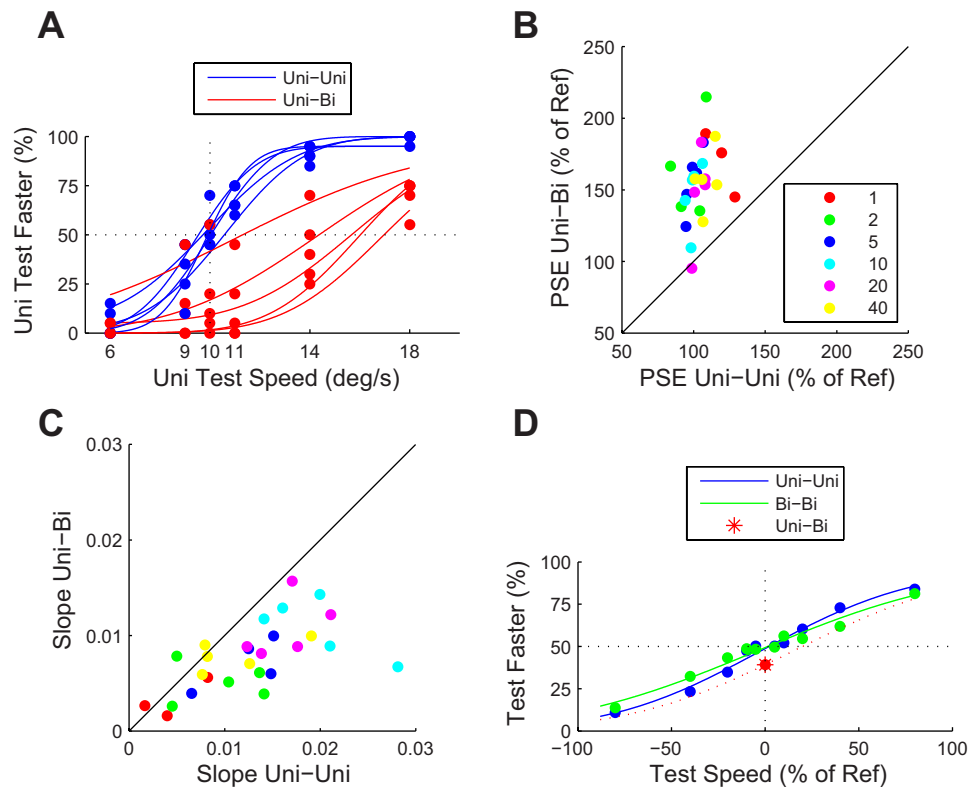 A
Uni−Uni
Uni−Bi
100
75
50
25
0
6
9
10
11
14
18
Uni Test Faster (%)
Uni Test Speed (deg/s)
B
250
200
150
100
50
50
100
150
200
250
1
2
5
10
20
40
PSE Uni−Bi (% of Ref)
PSE Uni−Uni (% of Ref)
C
0.03
0.02
0.01
0
0
0.01
0.02
0.03
Slope Uni−Bi
Slope Uni−Uni
D
Uni−Uni
Bi−Bi
Uni−Bi
100
75
50
25
0
−100
−50
0
50
100
Test Faster (%)
Test Speed (% of Ref)